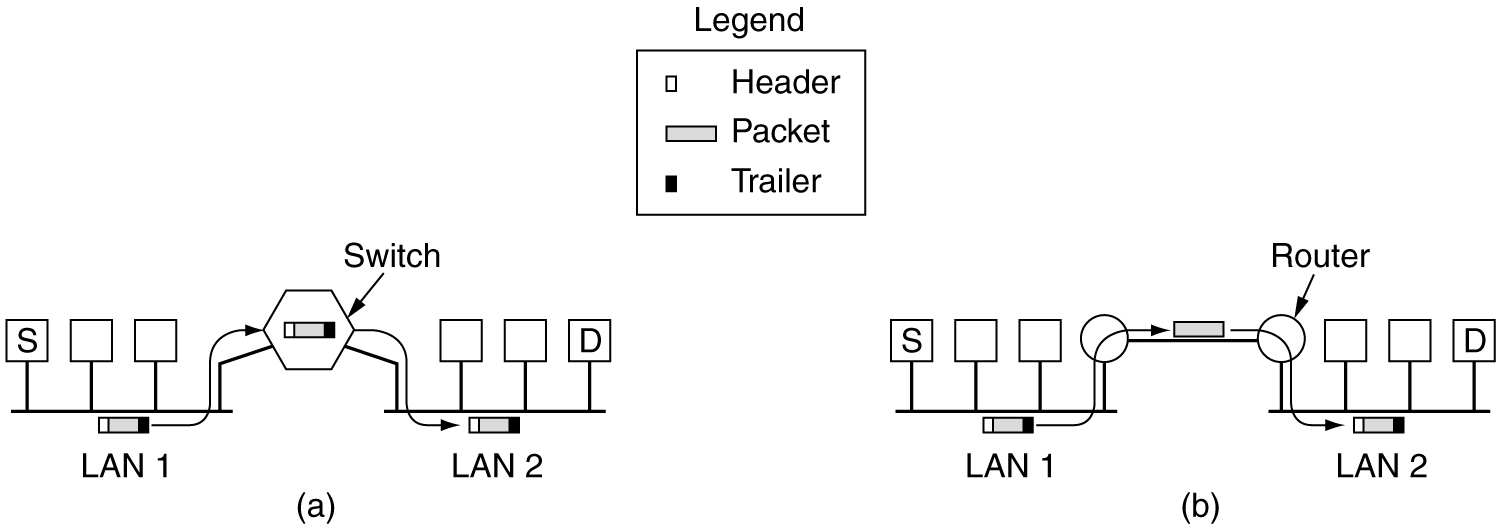 Legend
Header
Packet
Trailer
Switch
S
D
LAN 1
LAN 2
(a)
Router
S
D
LAN 1
LAN 2
(b)